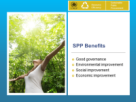 SPP Benefits
Good governance
Environmental improvement
Social improvement
Economic improvement